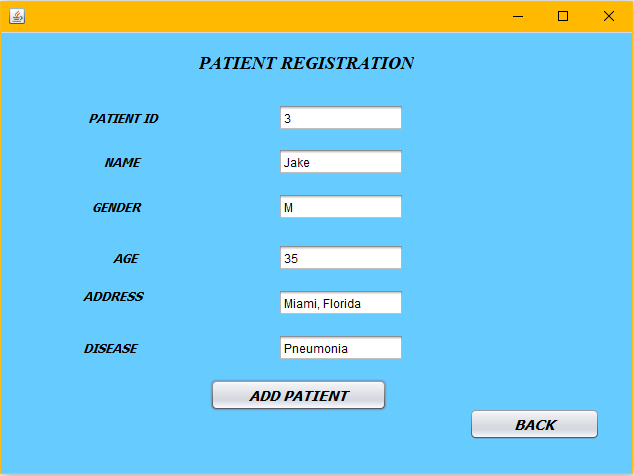 PATIENT REGISTRATION
PATIENT ID 3
NAME Jake
GENDER M
AGE 35
ADDRESS Miami, Florida
DISEASE Pneumonia
ADD PATIENT
BACK